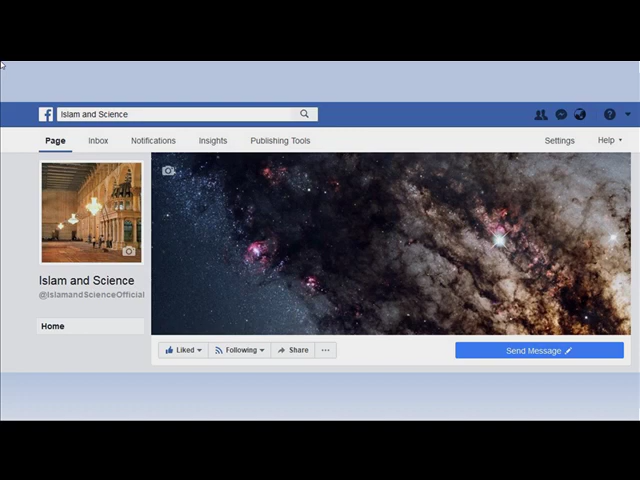 f Islam and Science
Page Inbox Notifications Insights Publishing Tools Settings Help
Islam and Science
@IslamandScienceOfficial
Home
Liked Following Share ... Send Message